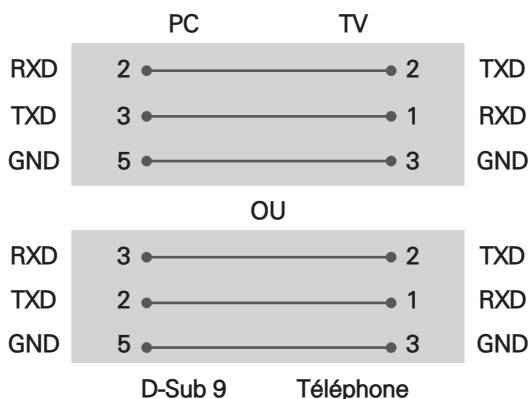 PC TV
RXD 2 2 TXD
TXD 3 1 RXD
GND 5 3 GND
OU
RXD 3 2 TXD
TXD 2 1 RXD
GND 5 3 GND
D-Sub 9 Téléphone